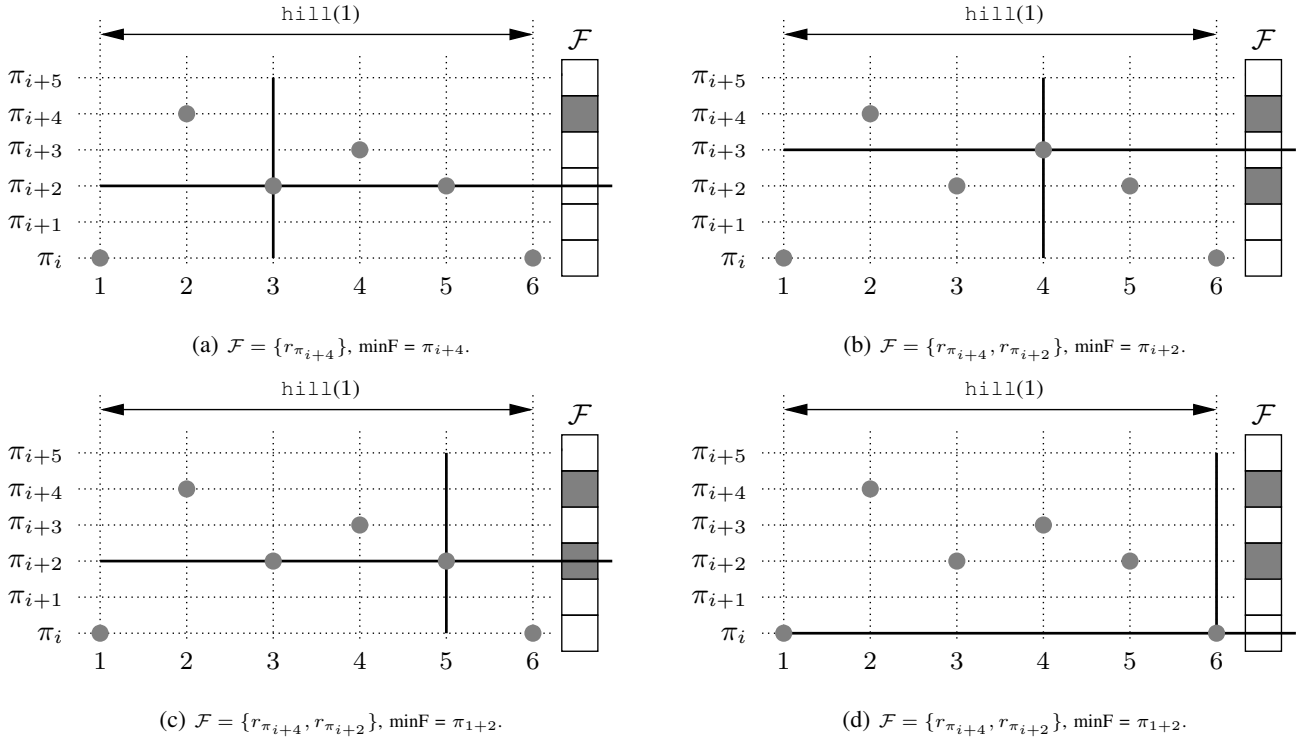 hill(1) hill(1)
ℱ ℱ
π_{i+5} π_{i+5}
π_{i+4} π_{i+4}
π_{i+3} π_{i+3}
π_{i+2} π_{i+2}
π_{i+1} π_{i+1}
π_i π_i
1 2 3 4 5 6 1 2 3 4 5 6
(a) ℱ = {r_{π_{i+4}}}, minF = π_{i+4}. (b) ℱ = {r_{π_{i+4}}, r_{π_{i+2}}}, minF = π_{i+2}.
hill(1) hill(1)
ℱ ℱ
π_{i+5} π_{i+5}
π_{i+4} π_{i+4}
π_{i+3} π_{i+3}
π_{i+2} π_{i+2}
π_{i+1} π_{i+1}
π_i π_i
1 2 3 4 5 6 1 2 3 4 5 6
(c) ℱ = {r_{π_{i+4}}, r_{π_{i+2}}}, minF = π_{1+2}. (d) ℱ = {r_{π_{i+4}}, r_{π_{i+2}}}, minF = π_{1+2}.